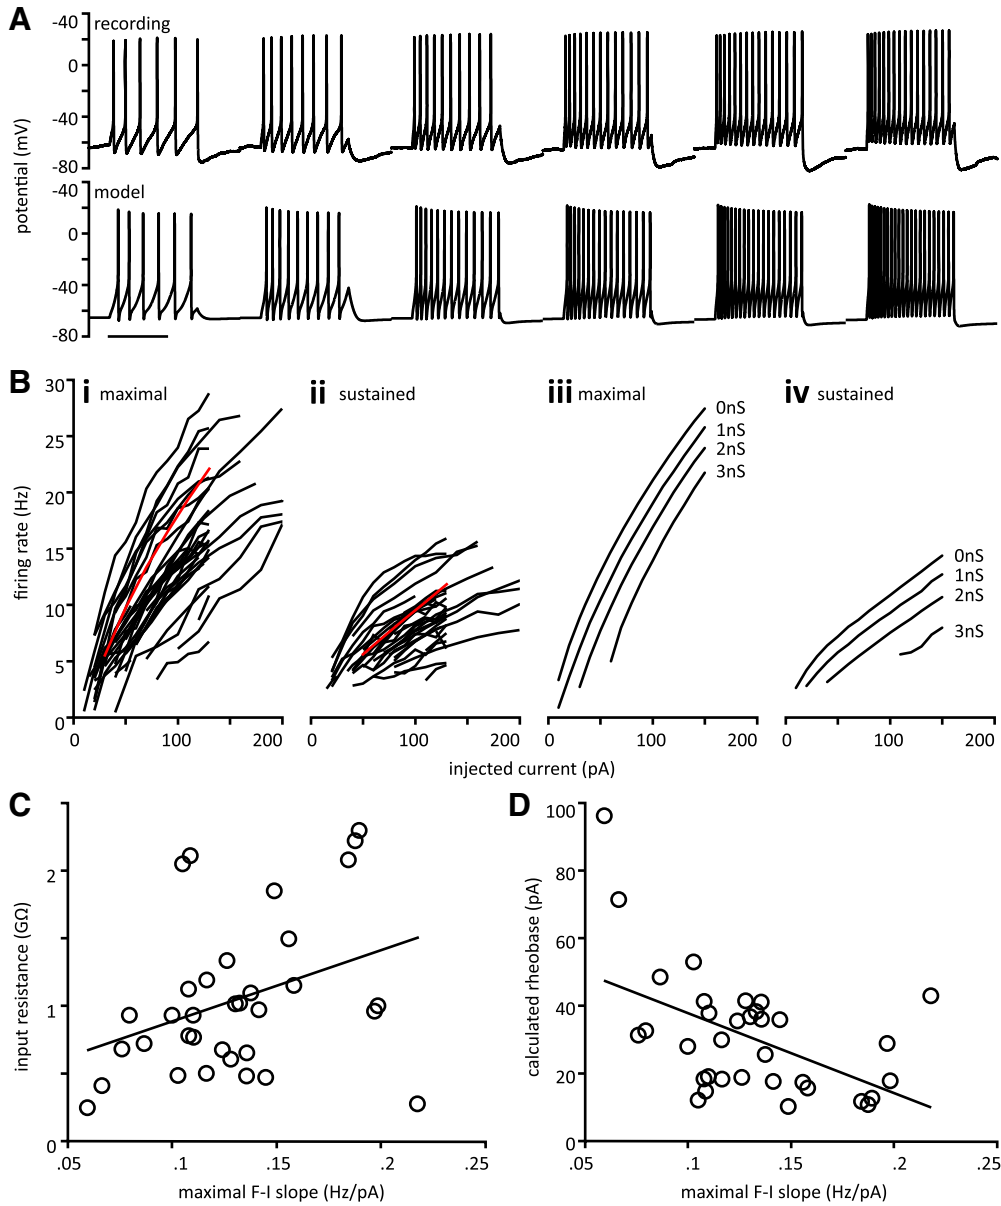 A
recording
-40
0
-40
-80
potential (mV)
model
-40
0
-40
-80
B
i maximal
ii sustained
iii maximal
iv sustained
30
25
20
15
10
5
0
firing rate (Hz)
0nS
1nS
2nS
3nS
0nS
1nS
2nS
3nS
0 100 200
0 100 200
0 100 200
0 100 200
injected current (pA)
C
2
1
0
input resistance (GΩ)
.05 .1 .15 .2 .25
maximal F-I slope (Hz/pA)
D
100
80
60
40
20
0
calculated rheobase (pA)
.05 .1 .15 .2 .25
maximal F-I slope (Hz/pA)